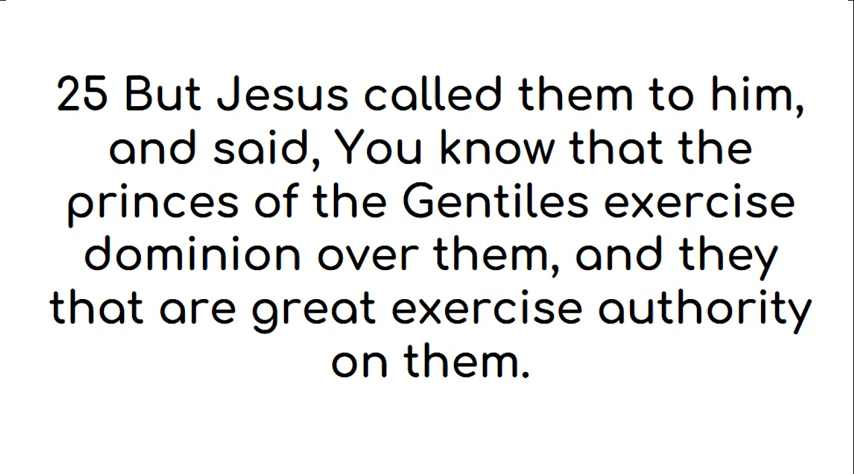 25 But Jesus called them to him,
and said, You know that the
princes of the Gentiles exercise
dominion over them, and they
that are great exercise authority
on them.